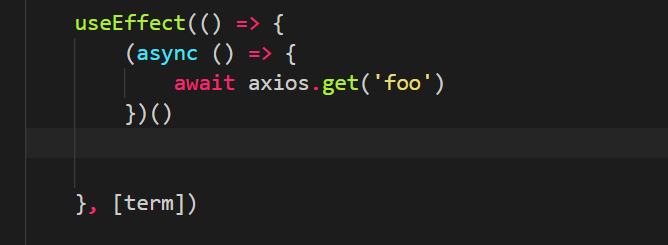 useEffect(() => {
(async () => {
await axios.get('foo')
})()
}, [term])